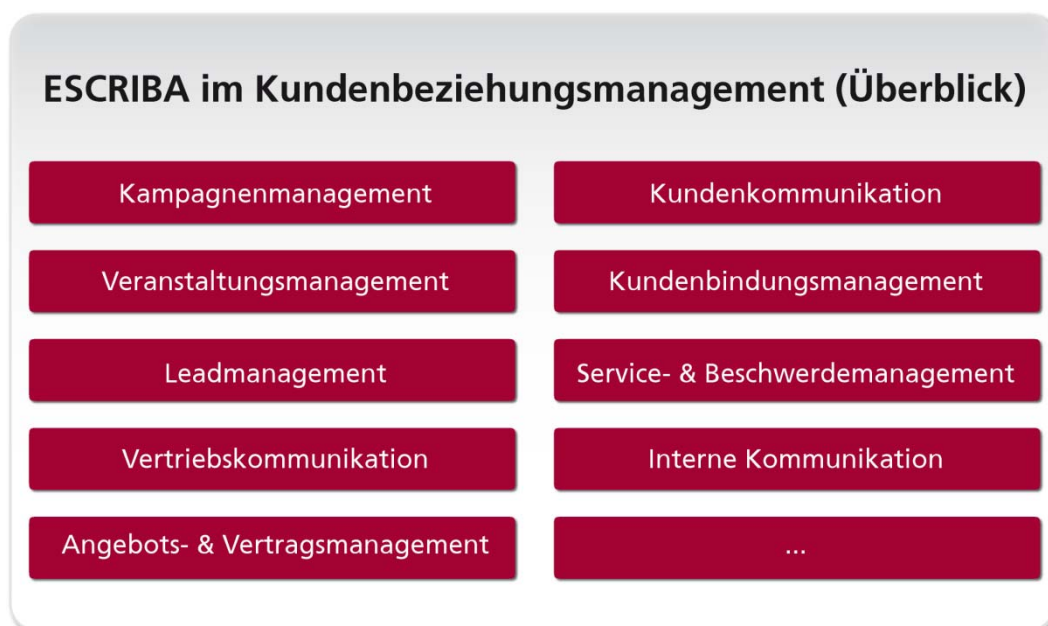 ESCRIBA im Kundenbeziehungsmanagement (Überblick)
Kampagnenmanagement
Kundenkommunikation
Veranstaltungsmanagement
Kundenbindungsmanagement
Leadmanagement
Service- & Beschwerdemanagement
Vertriebskommunikation
Interne Kommunikation
Angebots- & Vertragsmanagement
...